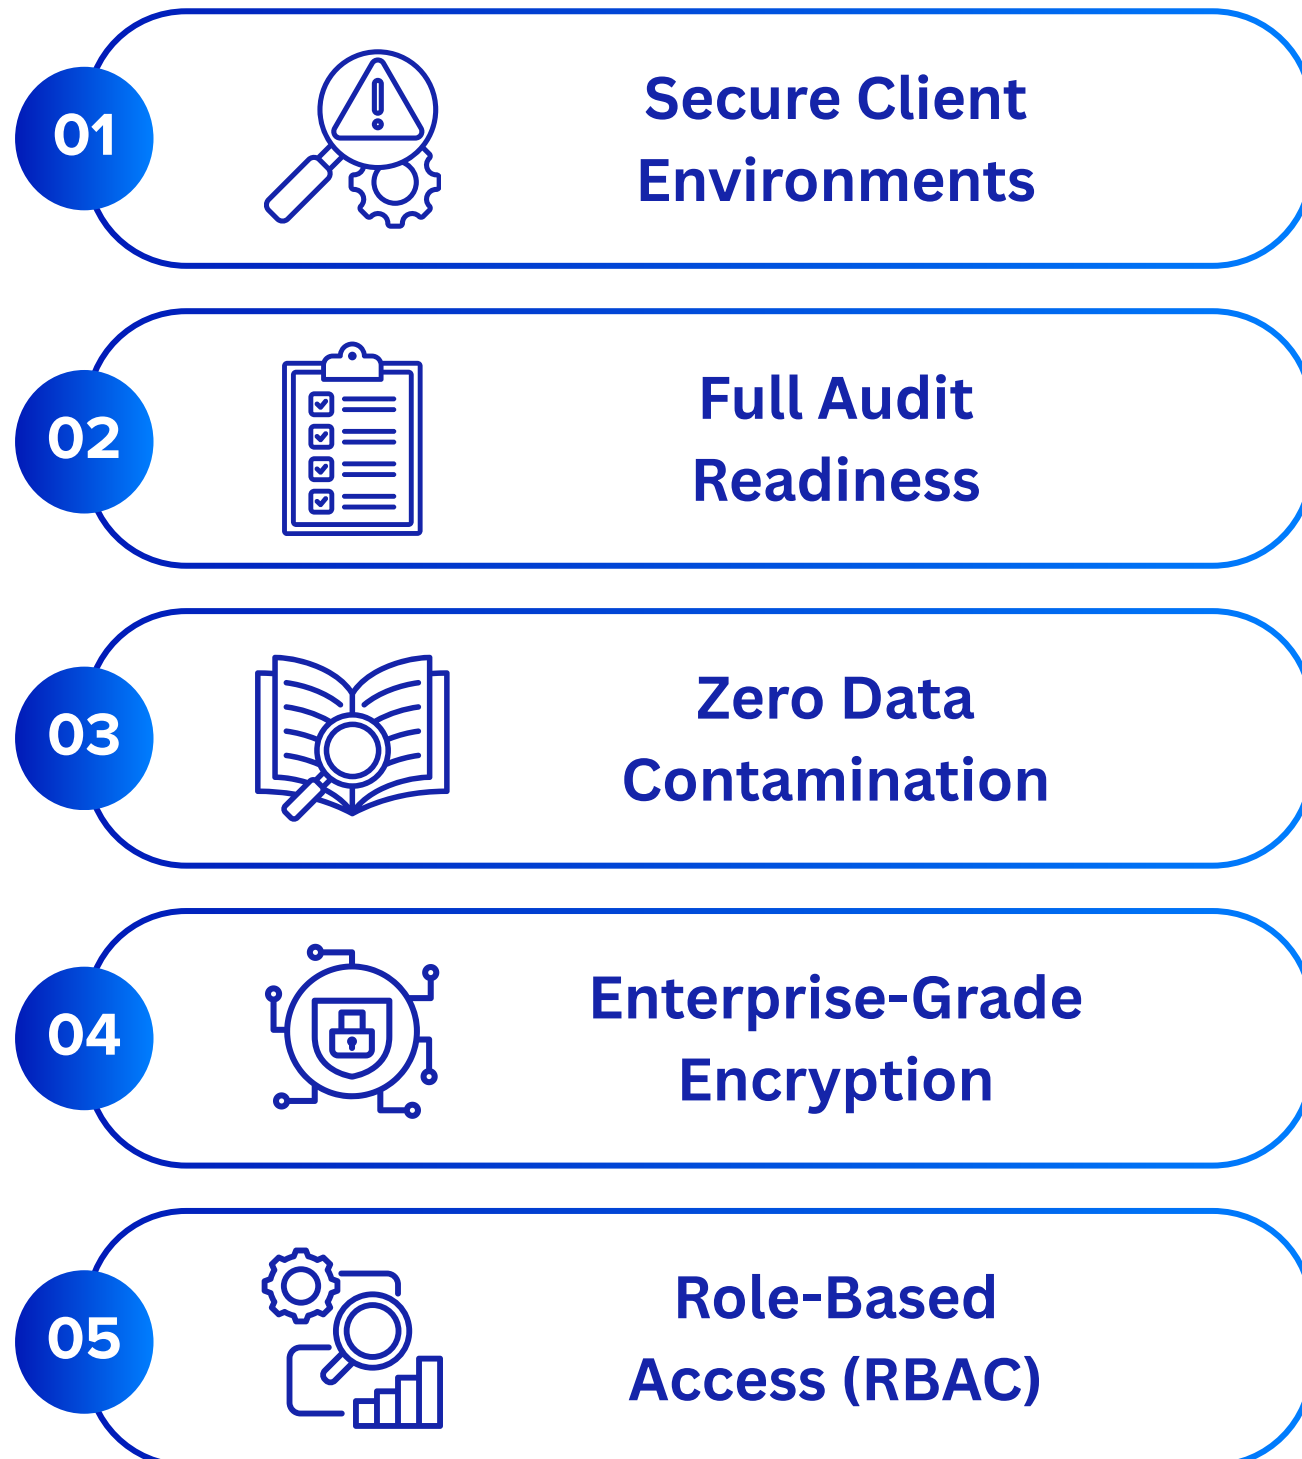 01
Secure Client
Environments
02
Full Audit
Readiness
03
Zero Data
Contamination
04
Enterprise-Grade
Encryption
05
Role-Based
Access (RBAC)